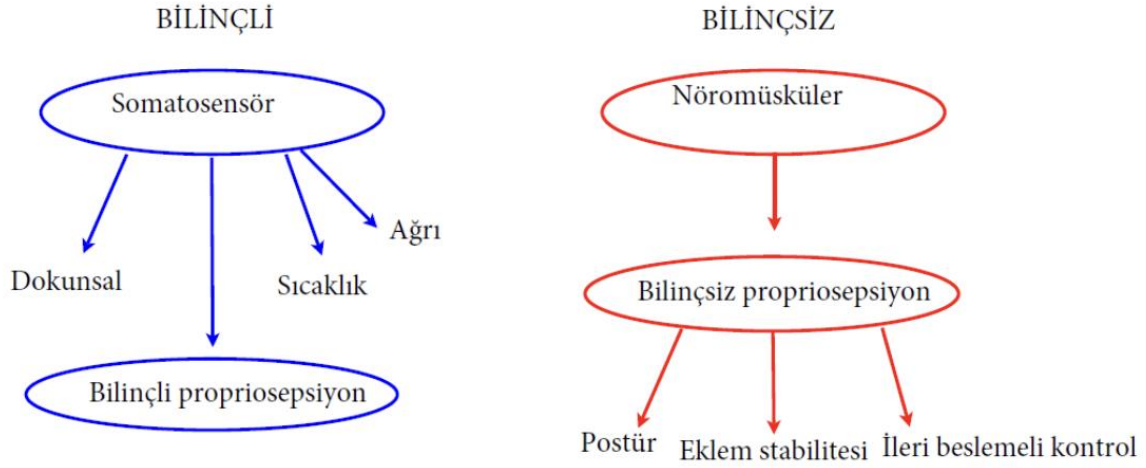 BİLİNÇLİ
Somatosensör
Dokunsal
Sıcaklık
Ağrı
Bilinçli propriosepsiyon
BİLİNÇSİZ
Nöromüsküler
Bilinçsiz propriosepsiyon
Postür
Eklem stabilitesi
İleri beslemeli kontrol